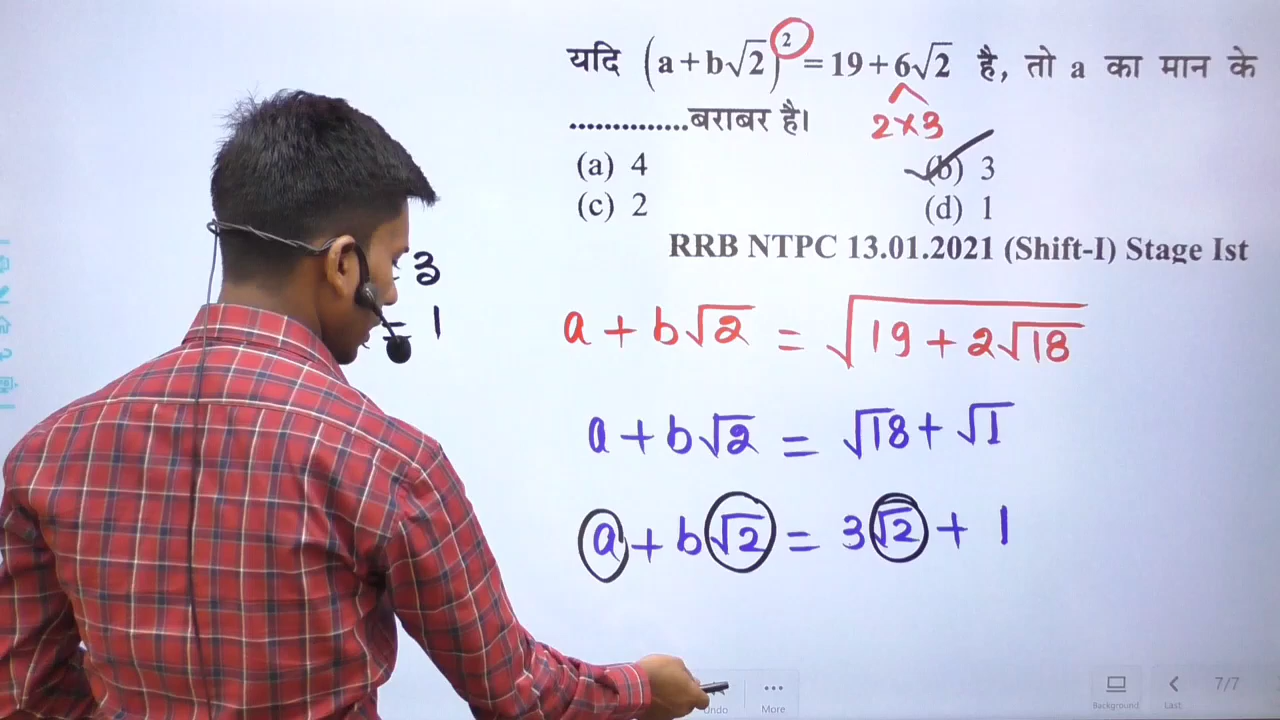 यदि (a+b√2)² = 19+6√2 है, तो a का मान के
..............बराबर है।
2×3
(a) 4 (b) 3
(c) 2 (d) 1
RRB NTPC 13.01.2021 (Shift-I) Stage Ist
3
= 1
a + b√2 = √(19 + 2√18)
a + b√2 = √18 + √1
a + b√2 = 3√2 + 1
Undo More Background Last 7/7